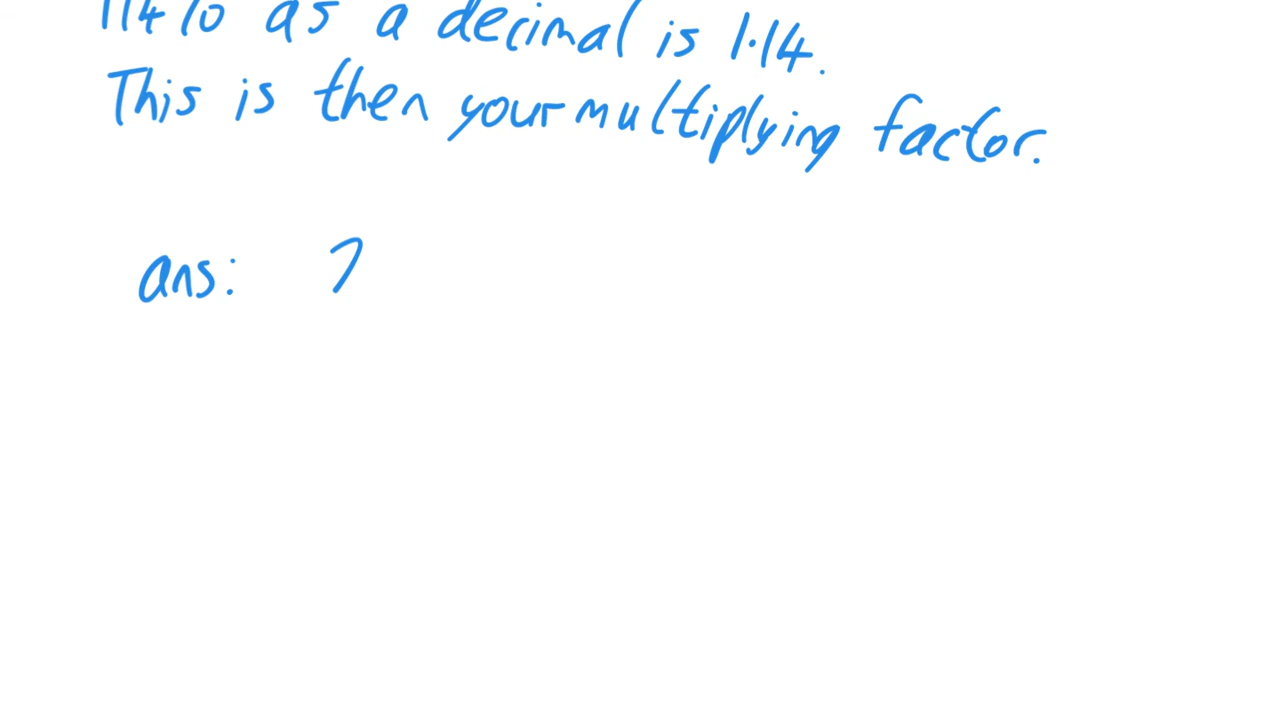 114% as a decimal is 1.14.
This is then your multiplying factor.
ans: 7